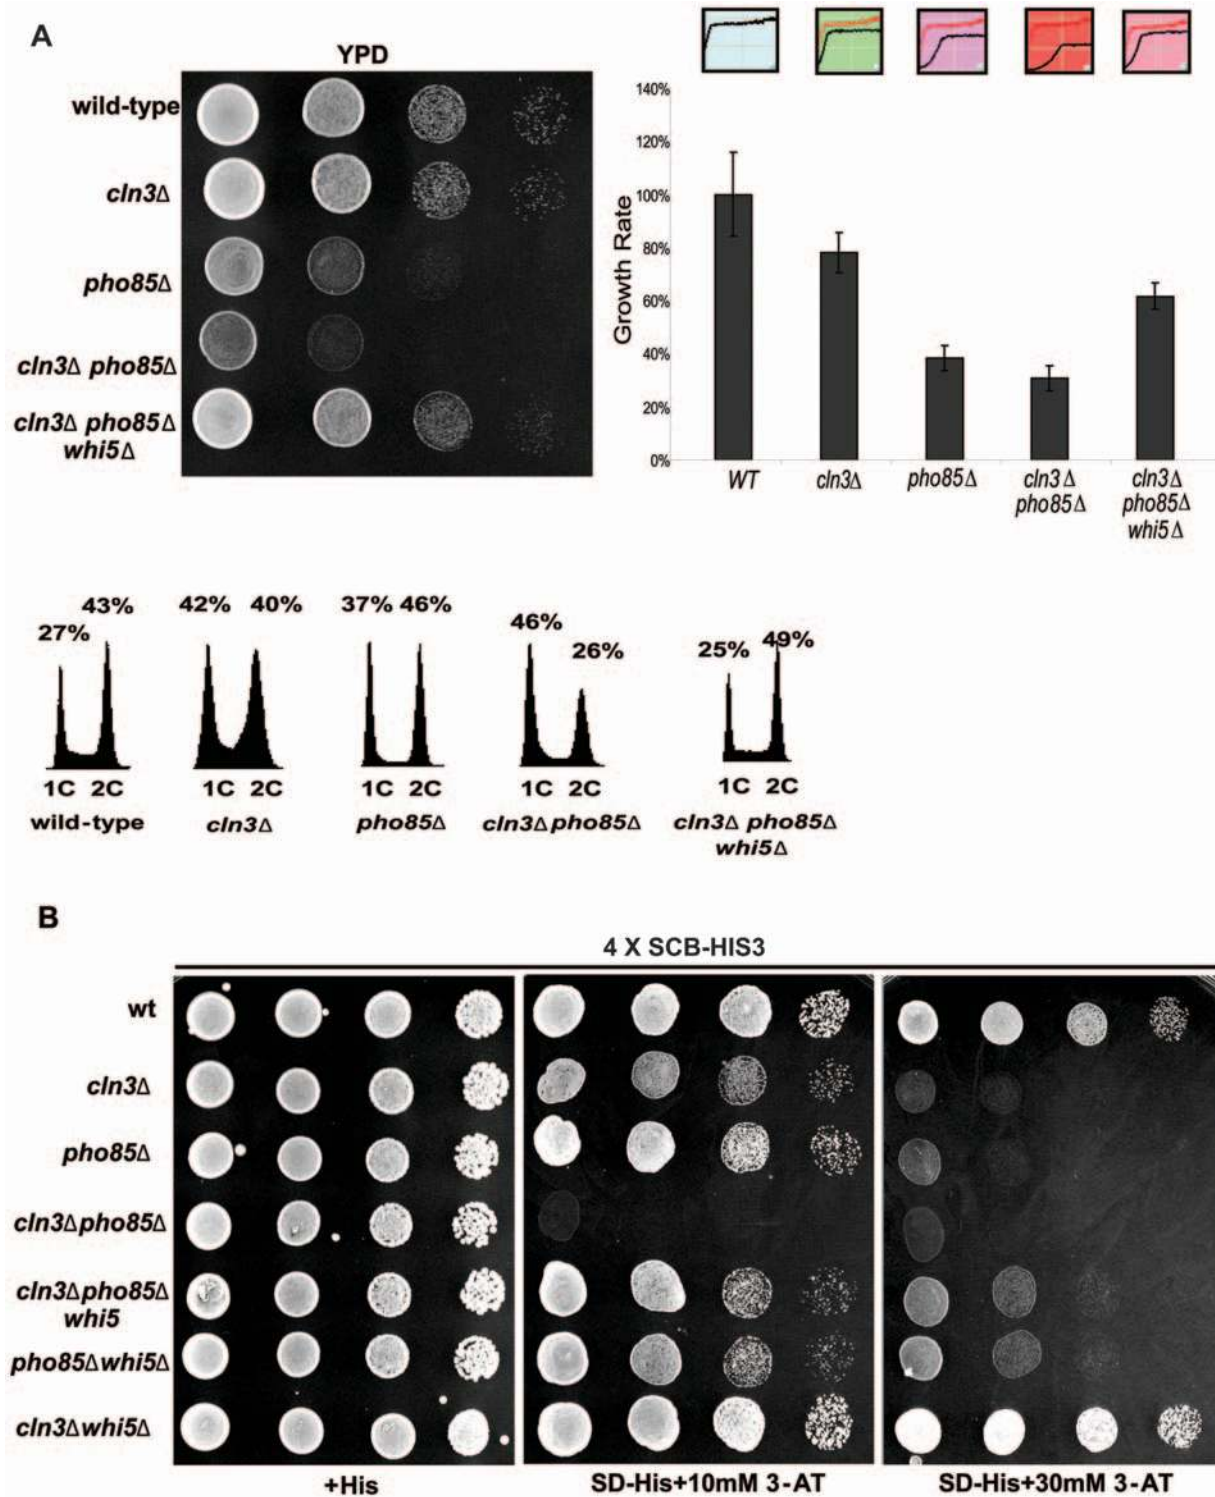 A
YPD
wild-type
cln3Δ
pho85Δ
cln3Δ pho85Δ
cln3Δ pho85Δ
whi5Δ
Growth Rate
140%
120%
100%
80%
60%
40%
20%
0%
WT
cln3Δ
pho85Δ
cln3 Δ
pho85Δ
cln3Δ
pho85Δ
whi5Δ
27%
43%
1C 2C
wild-type
42%
40%
1C 2C
cln3Δ
37%
46%
1C 2C
pho85Δ
46%
26%
1C 2C
cln3Δpho85Δ
25%
49%
1C 2C
cln3Δ pho85Δ
whi5Δ
B
4 X SCB-HIS3
wt
cln3Δ
pho85Δ
cln3Δpho85Δ
cln3Δpho85Δ
whi5
pho85Δwhi5Δ
cln3Δwhi5Δ
+His
SD-His+10mM 3-AT
SD-His+30mM 3-AT